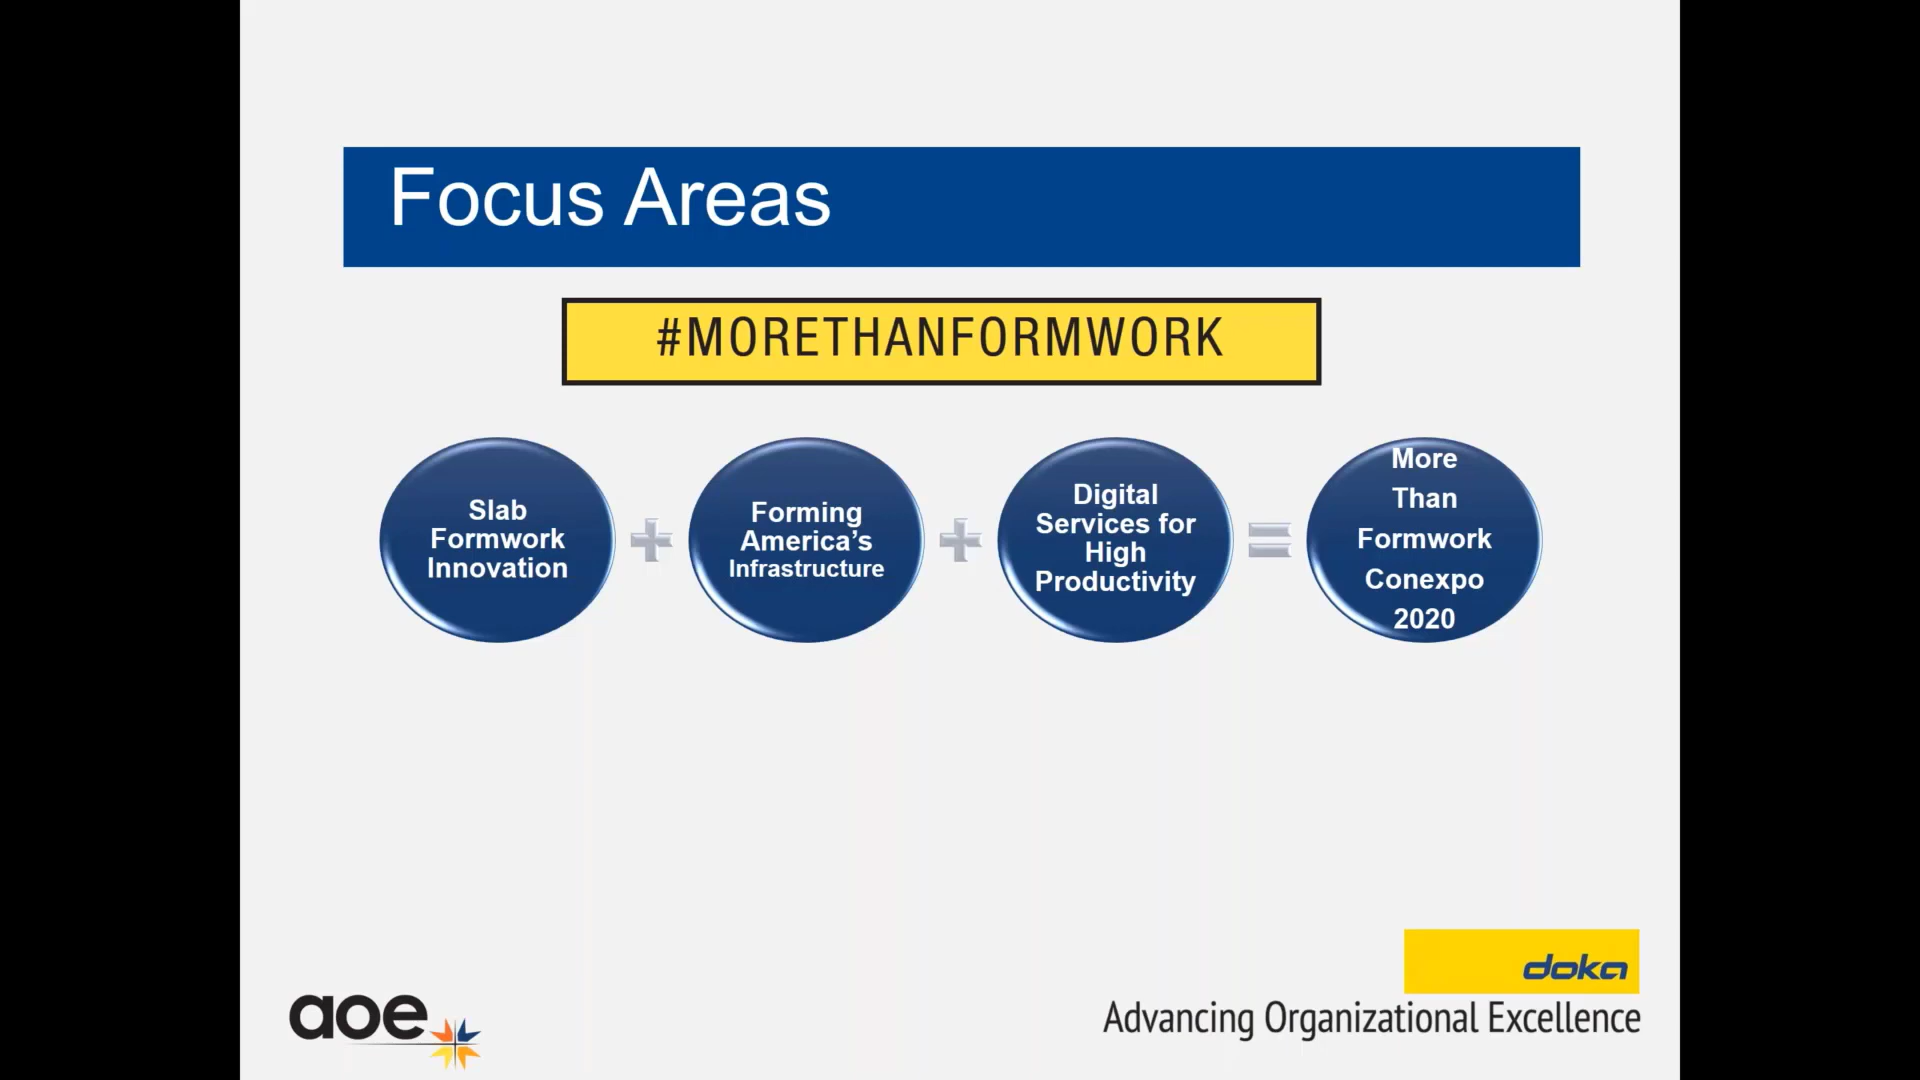 Focus Areas
#MORETHANFORMWORK
Slab
Formwork
Innovation
Forming
America’s
Infrastructure
Digital
Services for
High
Productivity
More
Than
Formwork
Conexpo
2020
doka
aoe
Advancing Organizational Excellence